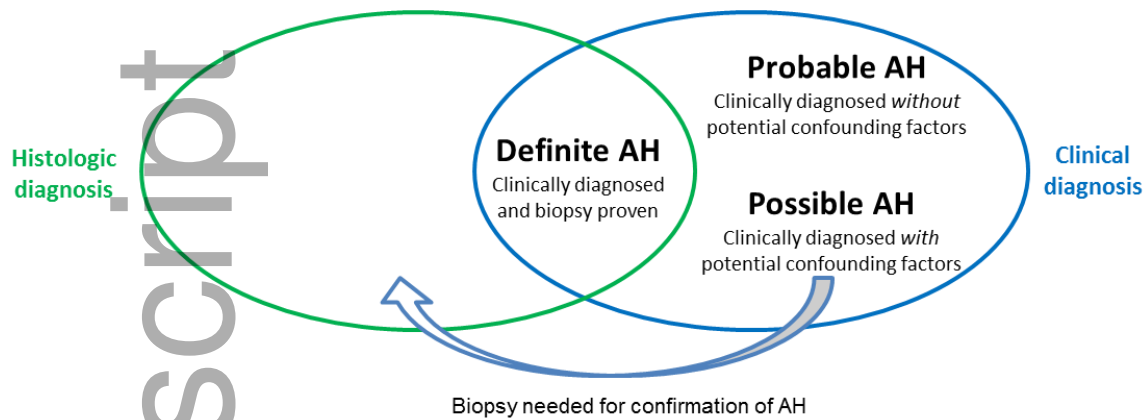 script
Histologic
diagnosis
Definite AH
Clinically diagnosed
and biopsy proven
Probable AH
Clinically diagnosed without
potential confounding factors
Possible AH
Clinically diagnosed with
potential confounding factors
Clinical
diagnosis
Biopsy needed for confirmation of AH